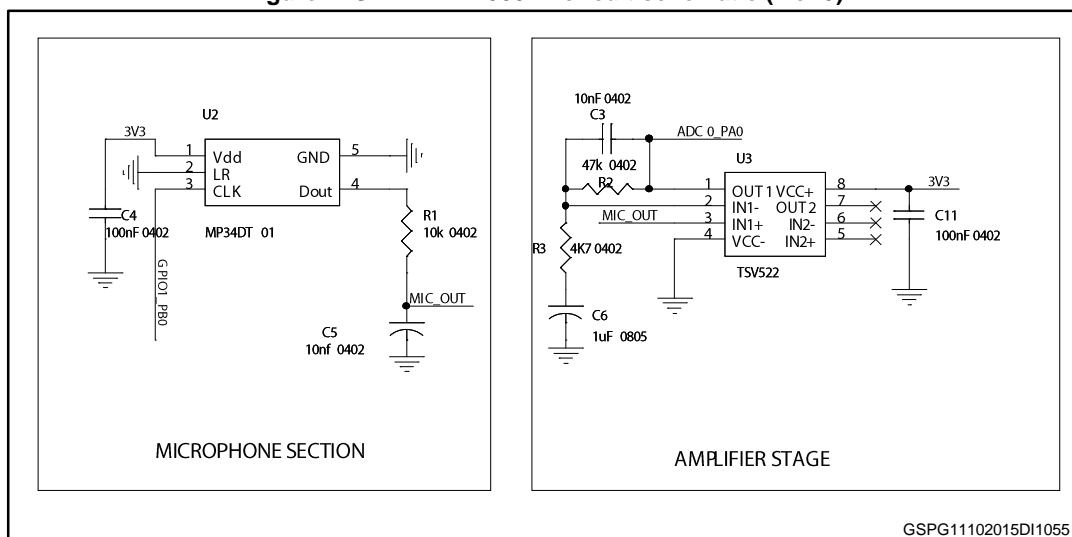 U2
3V3
1 Vdd GND 5
2 LR
3 CLK Dout 4
MP34DT 01
C4
100nF 0402
GPIO1_PB0
R1
10k 0402
MIC_OUT
C5
10nf 0402
MICROPHONE SECTION
10nF 0402
C3
ADC 0_PA0
47k 0402
R2
U3
1 OUT 1 VCC+ 8
3V3
2 IN1- OUT 2 7
MIC_OUT
3 IN1+ IN2- 6
4 VCC- IN2+ 5
TSV522
R3 4K7 0402
C11
100nF 0402
C6
1uF 0805
AMPLIFIER STAGE
GSPG11102015DI1055